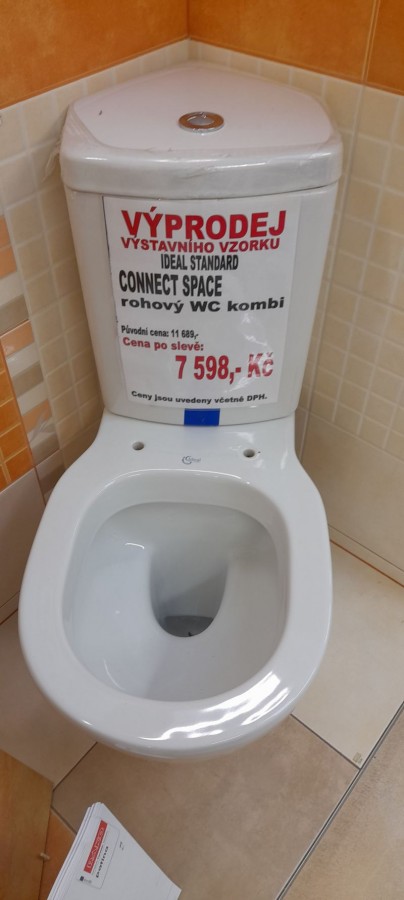 VÝPRODEJ
VÝSTAVNÍHO VZORKU
IDEAL STANDARD
CONNECT SPACE
rohový WC kombi
Původní cena: 11 689,-
Cena po slevě:
7 598,- Kč
Ceny jsou uvedeny včetně DPH.